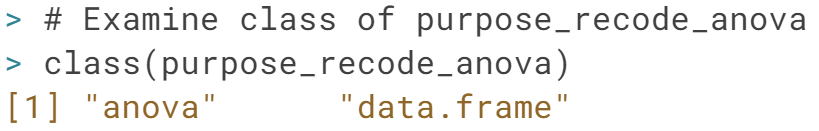 > # Examine class of purpose_recode_anova
> class(purpose_recode_anova)
[1] "anova"      "data.frame"